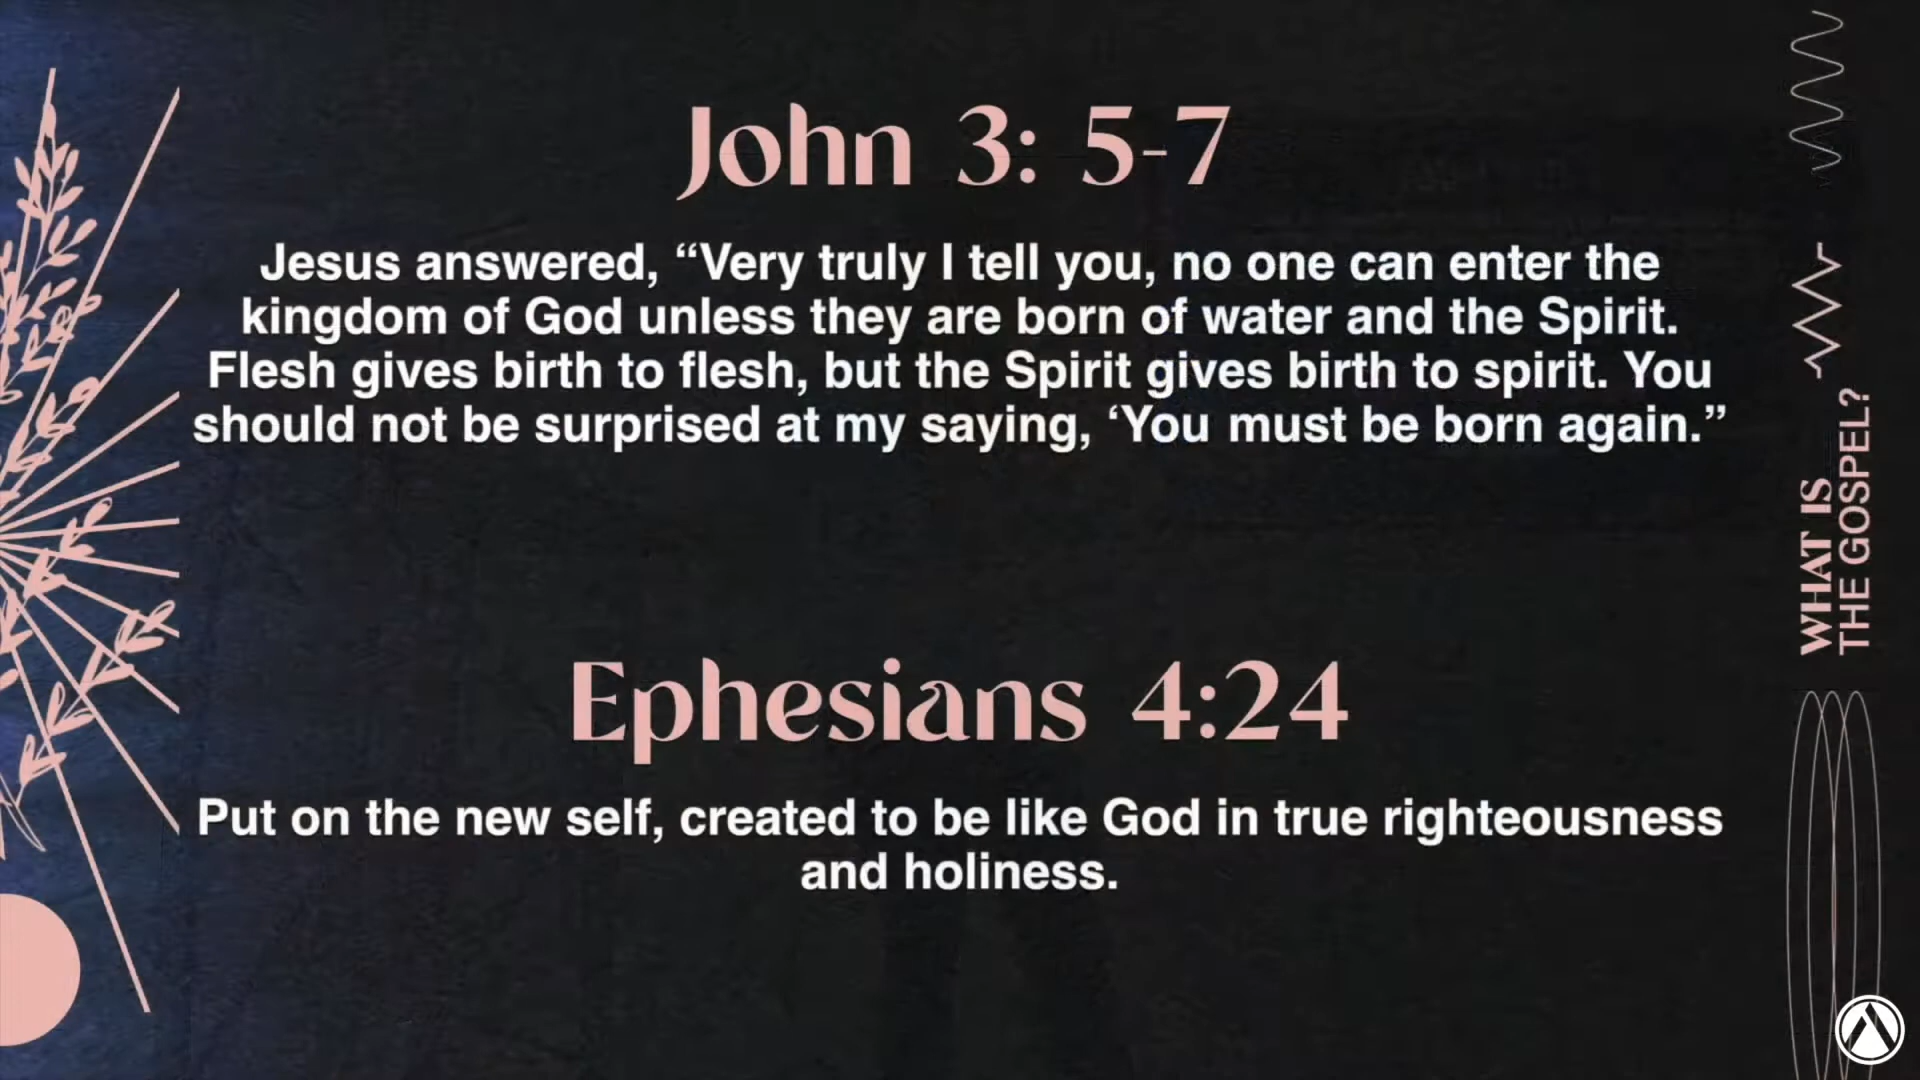 John 3: 5-7
Jesus answered, “Very truly I tell you, no one can enter the
kingdom of God unless they are born of water and the Spirit.
Flesh gives birth to flesh, but the Spirit gives birth to spirit. You
should not be surprised at my saying, ‘You must be born again.”
Ephesians 4:24
Put on the new self, created to be like God in true righteousness
and holiness.
WHAT IS
THE GOSPEL?